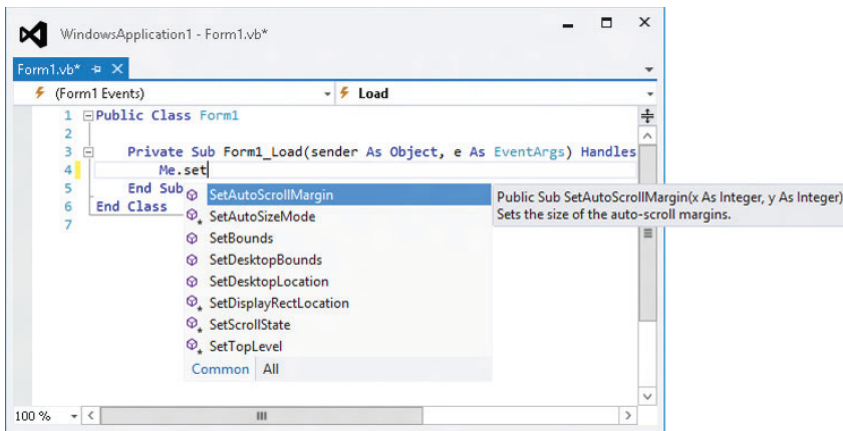 WindowsApplication1 - Form1.vb*
Form1.vb*
(Form1 Events) Load
1 Public Class Form1
2
3 Private Sub Form1_Load(sender As Object, e As EventArgs) Handles
4 Me.set
5 End Sub
6 End Class
7
SetAutoScrollMargin
SetAutoSizeMode
SetBounds
SetDesktopBounds
SetDesktopLocation
SetDisplayRectLocation
SetScrollState
SetTopLevel
Common All
Public Sub SetAutoScrollMargin(x As Integer, y As Integer)
Sets the size of the auto-scroll margins.
100 %